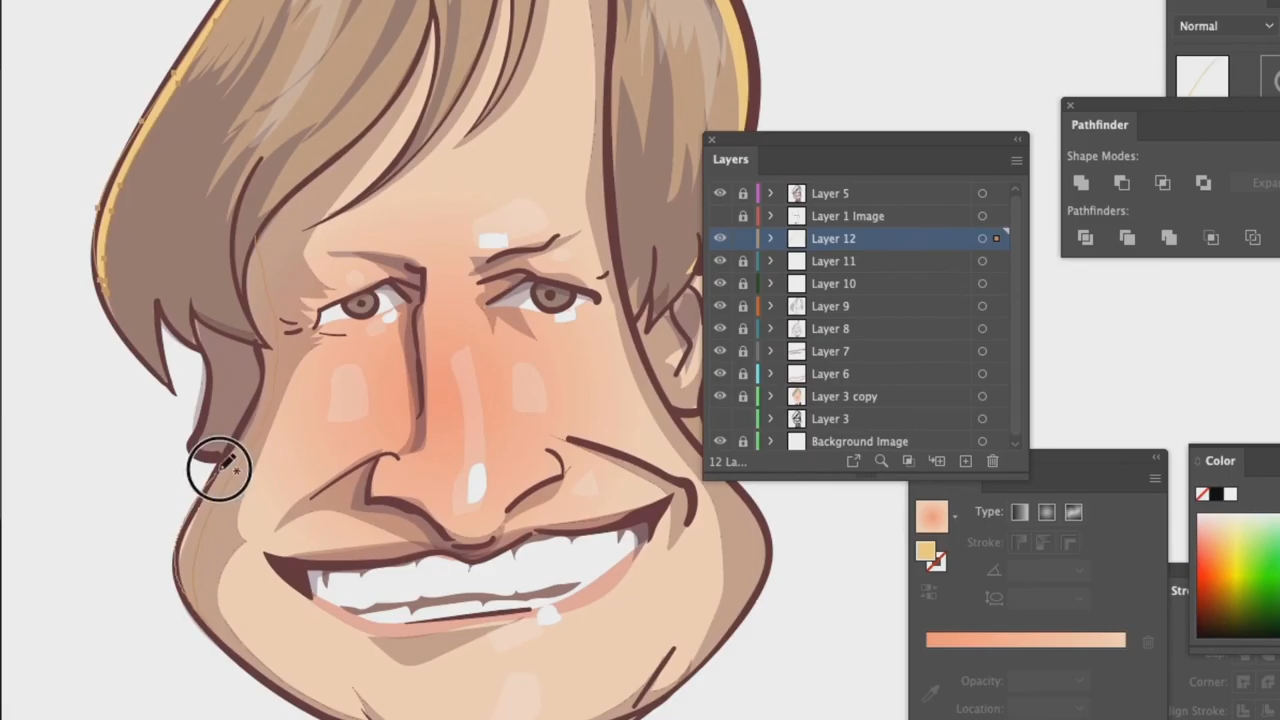 Normal
Pathfinder
Shape Modes:
Expa
Pathfinders:
Layers
Layer 5
Layer 1 Image
Layer 12
Layer 11
Layer 10
Layer 9
Layer 8
Layer 7
Layer 6
Layer 3 copy
Layer 3
Background Image
12 La...
Color
Type:
Stroke:
Str
Opacity:
Location:
Corner:
lign Stroke: